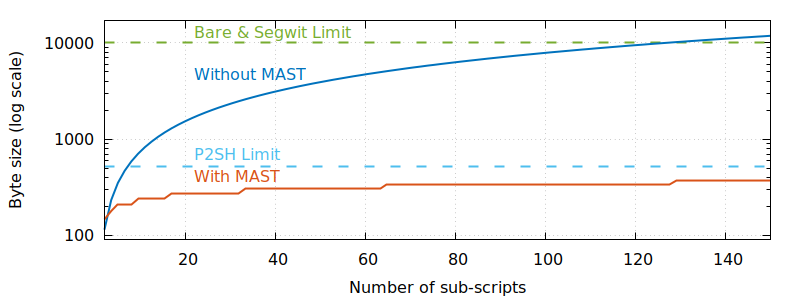 Bare & Segwit Limit
10000
Without MAST
1000
P2SH Limit
With MAST
100
Byte size (log scale)
20 40 60 80 100 120 140
Number of sub-scripts